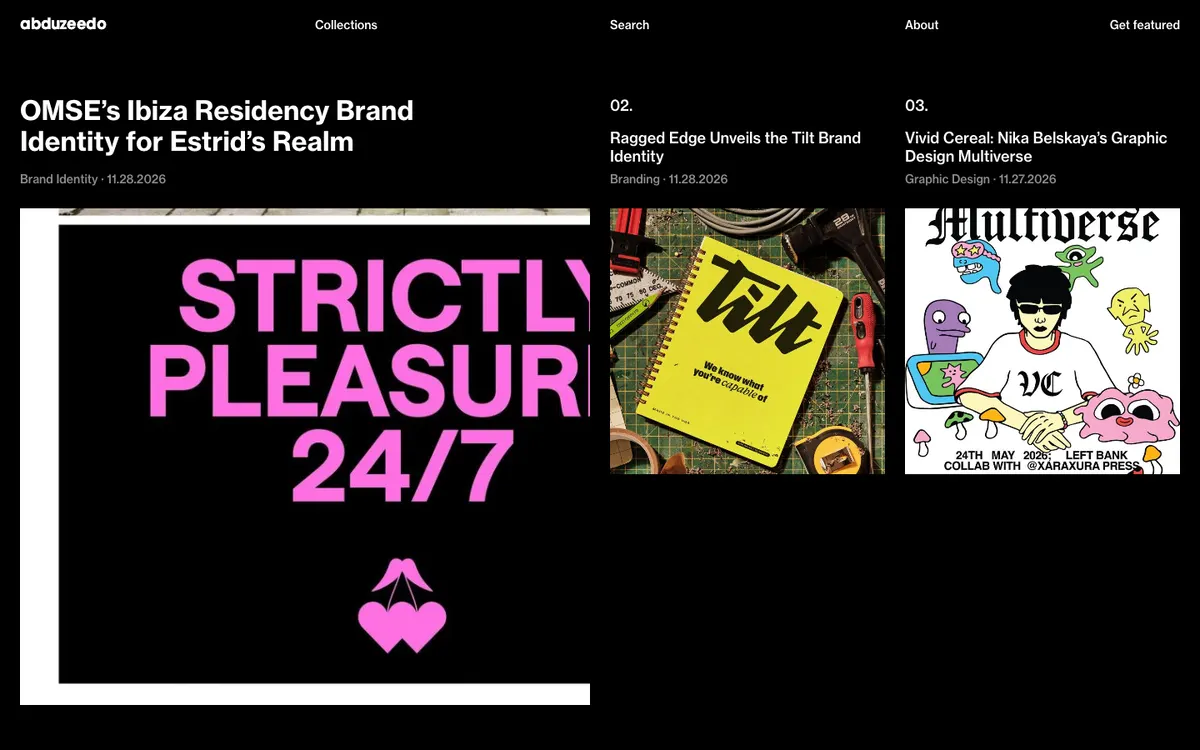 abduzeedo
Collections
Search
About
Get featured
OMSE’s Ibiza Residency Brand
Identity for Estrid’s Realm
Brand Identity · 11.28.2026
STRICTLY
PLEASUR
24/7
02.
Ragged Edge Unveils the Tilt Brand
Identity
Branding · 11.28.2026
Tilt
We know what
you're capable of
03.
Vivid Cereal: Nika Belskaya’s Graphic
Design Multiverse
Graphic Design · 11.27.2026
Multiverse
VC
24TH MAY 2026; LEFT BANK
COLLAB WITH @XARAXURA PRESS